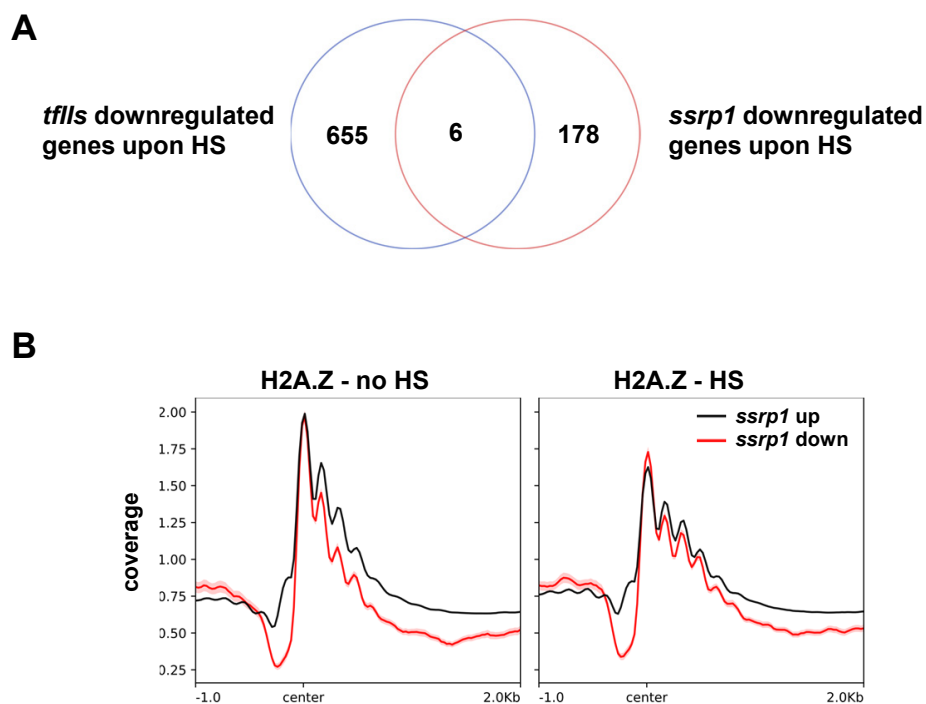 A
tfIIs downregulated
genes upon HS
655
6
178
ssrp1 downregulated
genes upon HS
B
H2A.Z - no HS
H2A.Z - HS
coverage
2.00
1.75
1.50
1.25
1.00
0.75
0.50
0.25
ssrp1 up
ssrp1 down
-1.0
center
2.0Kb
-1.0
center
2.0Kb